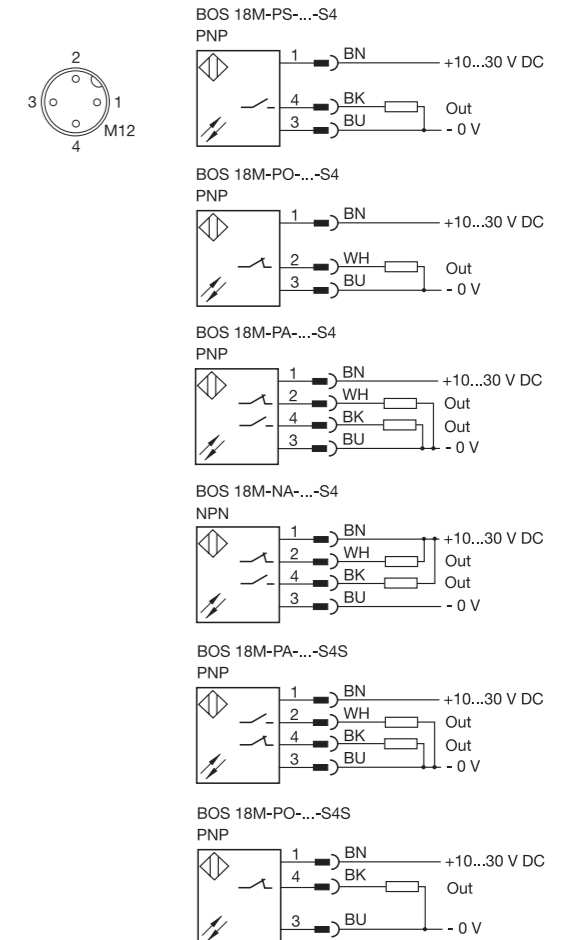 2
3 1
M12
4
BOS 18M-PS-...-S4
PNP
1 BN +10...30 V DC
4 BK Out
3 BU - 0 V
BOS 18M-PO-...-S4
PNP
1 BN +10...30 V DC
2 WH Out
3 BU - 0 V
BOS 18M-PA-...-S4
PNP
1 BN +10...30 V DC
2 WH Out
4 BK Out
3 BU - 0 V
BOS 18M-NA-...-S4
NPN
1 BN +10...30 V DC
2 WH Out
4 BK Out
3 BU - 0 V
BOS 18M-PA-...-S4S
PNP
1 BN +10...30 V DC
2 WH Out
4 BK Out
3 BU - 0 V
BOS 18M-PO-...-S4S
PNP
1 BN +10...30 V DC
4 BK Out
3 BU - 0 V